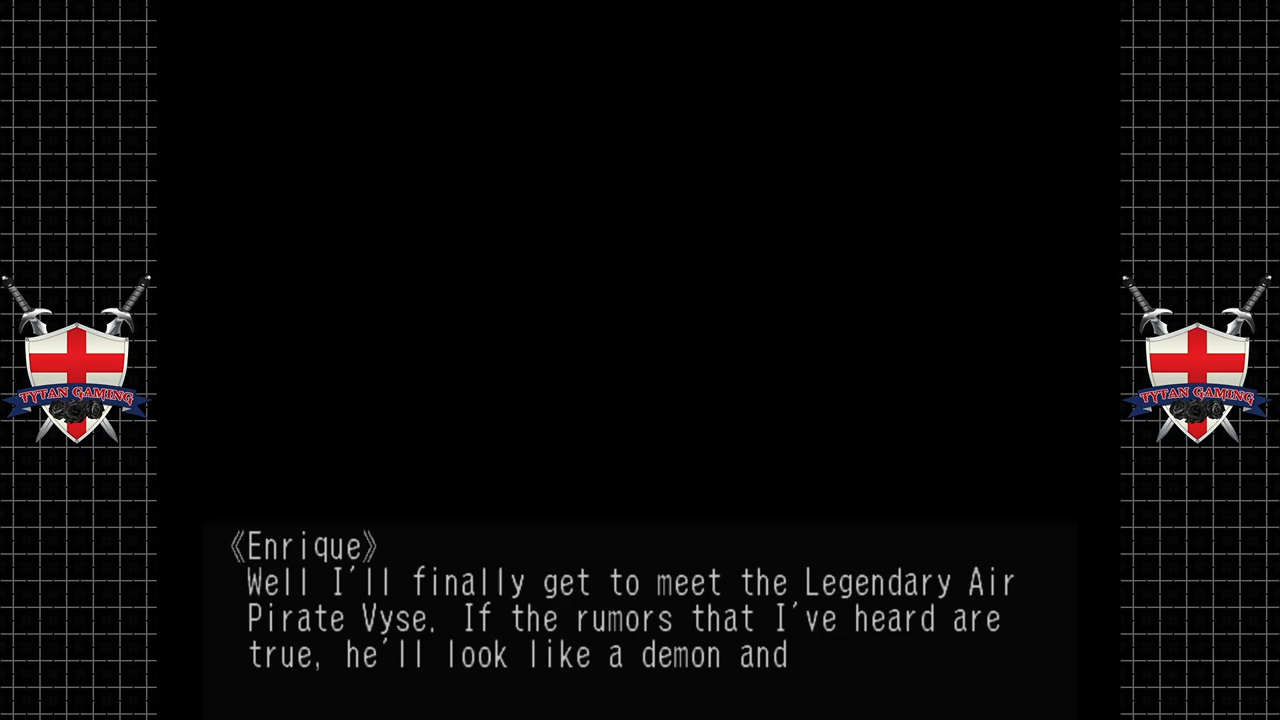 《Enrique》
Well I'll finally get to meet the Legendary Air
Pirate Vyse. If the rumors that I've heard are
true, he'll look like a demon and
TYTAN GAMING
TYTAN GAMING